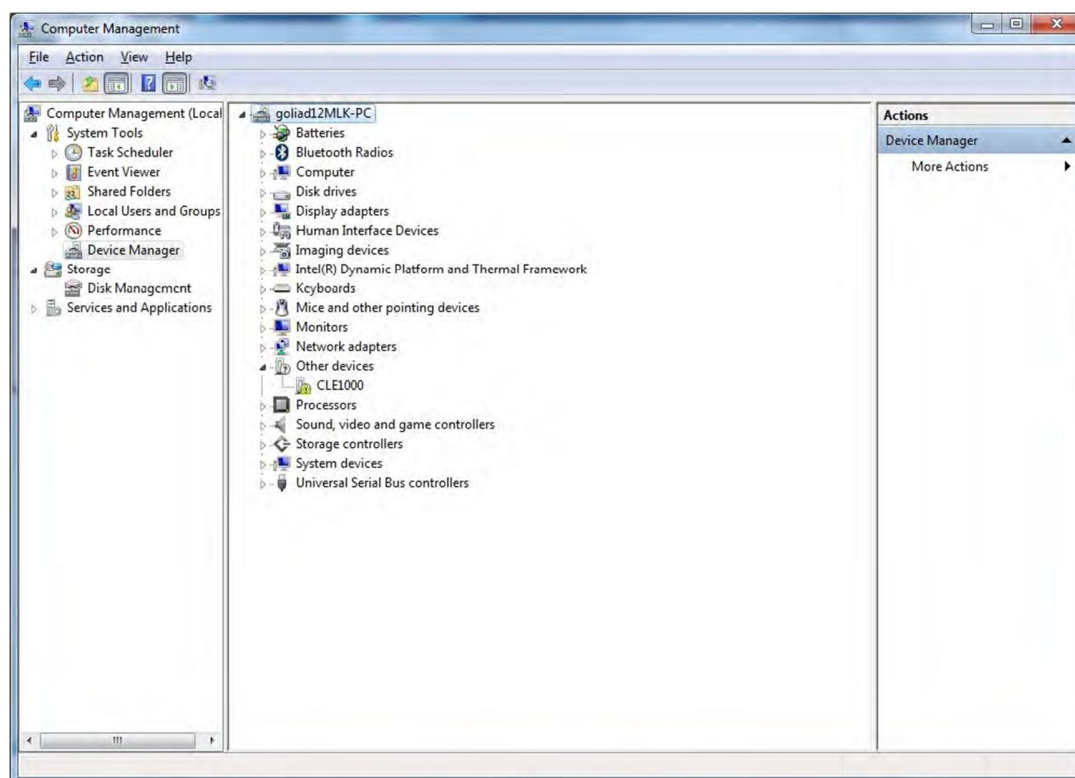 Computer Management
File Action View Help
Computer Management (Local
System Tools
Task Scheduler
Event Viewer
Shared Folders
Local Users and Groups
Performance
Device Manager
Storage
Disk Management
Services and Applications
goliad12MLK-PC
Batteries
Bluetooth Radios
Computer
Disk drives
Display adapters
Human Interface Devices
Imaging devices
Intel(R) Dynamic Platform and Thermal Framework
Keyboards
Mice and other pointing devices
Monitors
Network adapters
Other devices
CLE1000
Processors
Sound, video and game controllers
Storage controllers
System devices
Universal Serial Bus controllers
Actions
Device Manager
More Actions